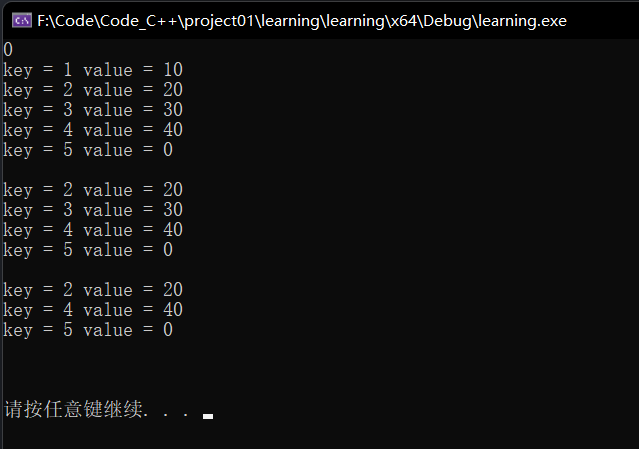 F:\Code\Code_C++\project01\learning\learning\x64\Debug\learning.exe
0
key = 1 value = 10
key = 2 value = 20
key = 3 value = 30
key = 4 value = 40
key = 5 value = 0
key = 2 value = 20
key = 3 value = 30
key = 4 value = 40
key = 5 value = 0
key = 2 value = 20
key = 4 value = 40
key = 5 value = 0
请按任意键继续. . .